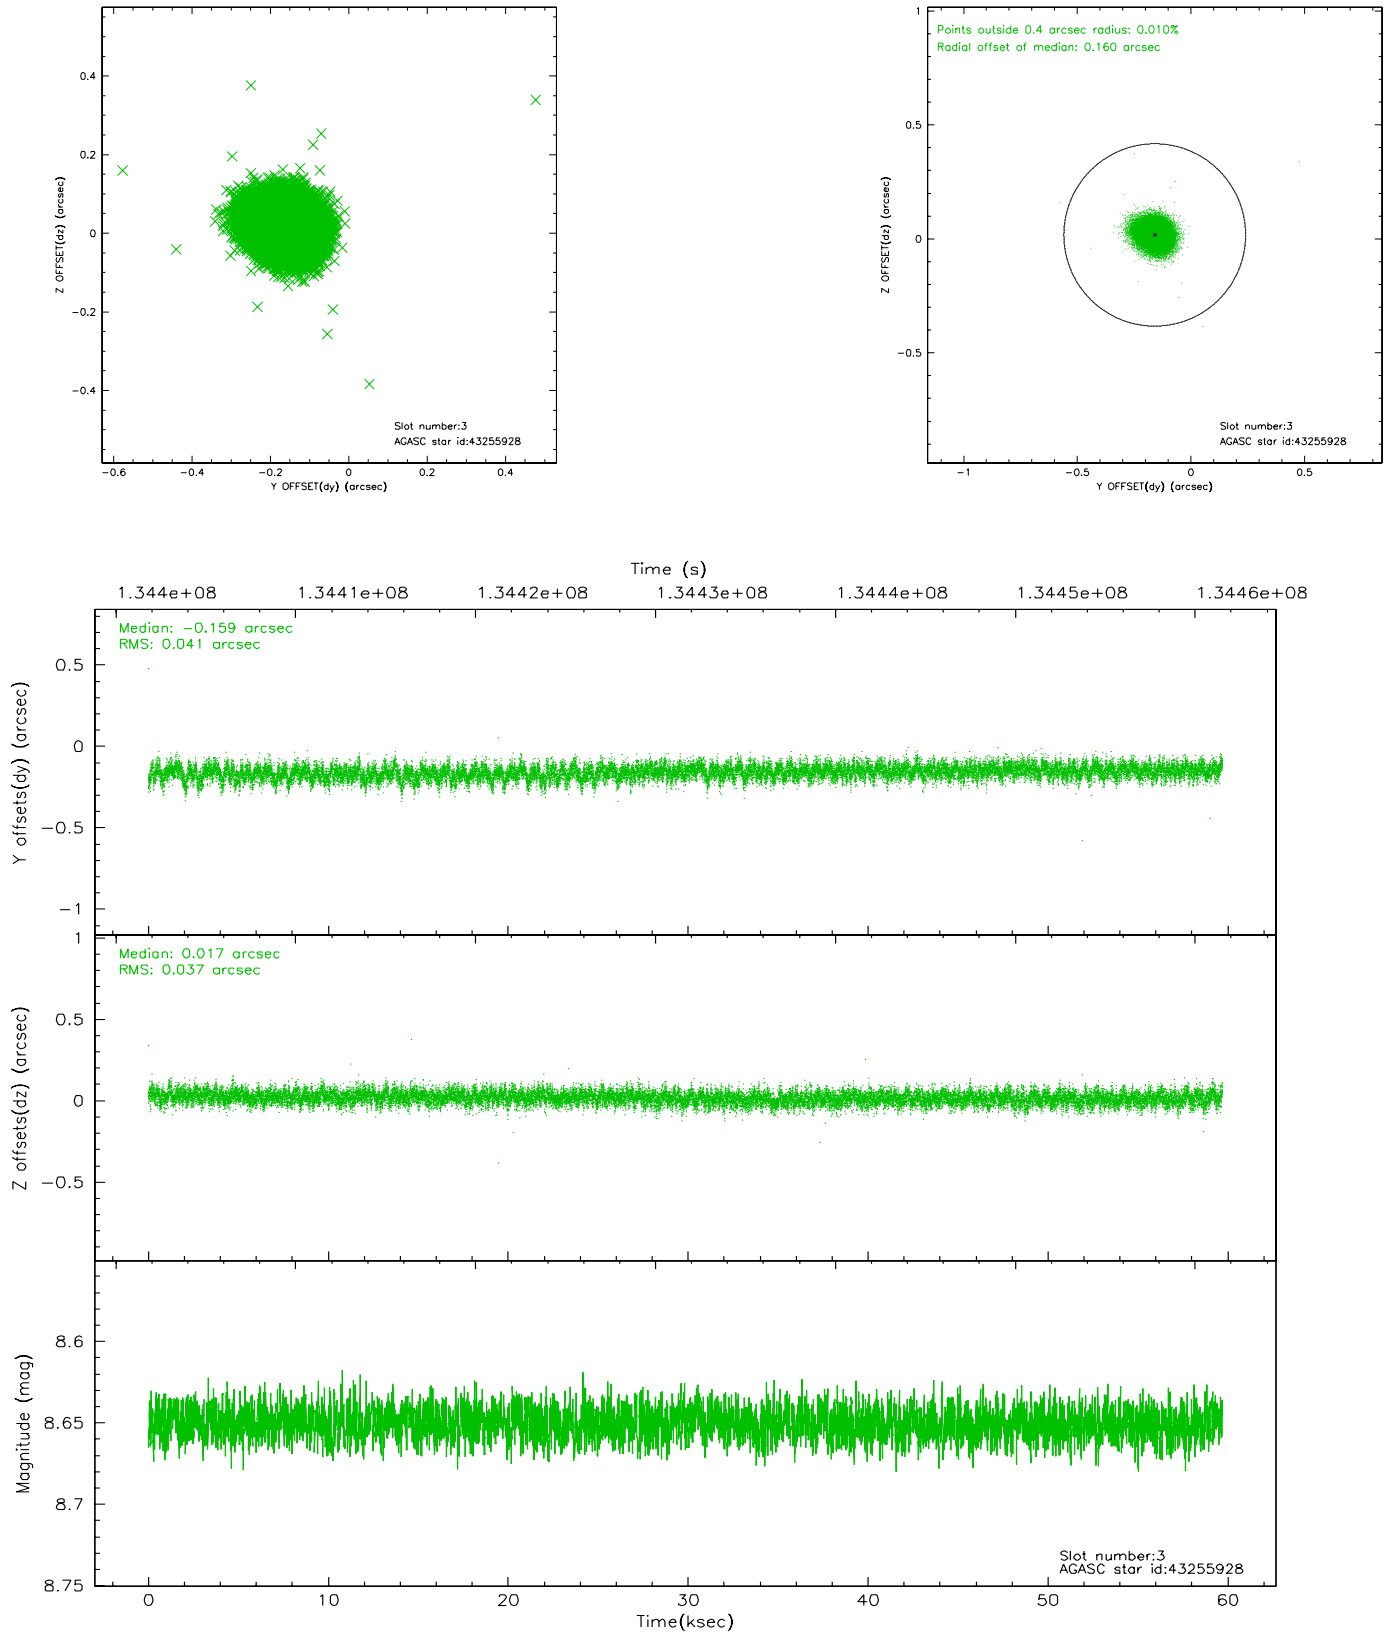 0.4
0.2
0
−0.2
−0.4
Z OFFSET(dz) (arcsec)
Slot number:3
AGASC star id:43255928
−0.6 −0.4 −0.2 0 0.2 0.4
Y OFFSET(dy) (arcsec)
Points outside 0.4 arcsec radius: 0.010%
Radial offset of median: 0.160 arcsec
1
0.5
0
−0.5
Z OFFSET(dz) (arcsec)
Slot number:3
AGASC star id:43255928
−1 −0.5 0 0.5
Y OFFSET(dy) (arcsec)
Time (s)
1.344e+08 1.3441e+08 1.3442e+08 1.3443e+08 1.3444e+08 1.3445e+08 1.3446e+08
Median: −0.159 arcsec
RMS: 0.041 arcsec
0.5
0
−0.5
−1
Y offsets(dy) (arcsec)
Median: 0.017 arcsec
RMS: 0.037 arcsec
1
0.5
0
−0.5
Z offsets(dz) (arcsec)
8.6
8.65
8.7
8.75
Magnitude (mag)
Slot number:3
AGASC star id:43255928
0 10 20 30 40 50 60
Time(ksec)